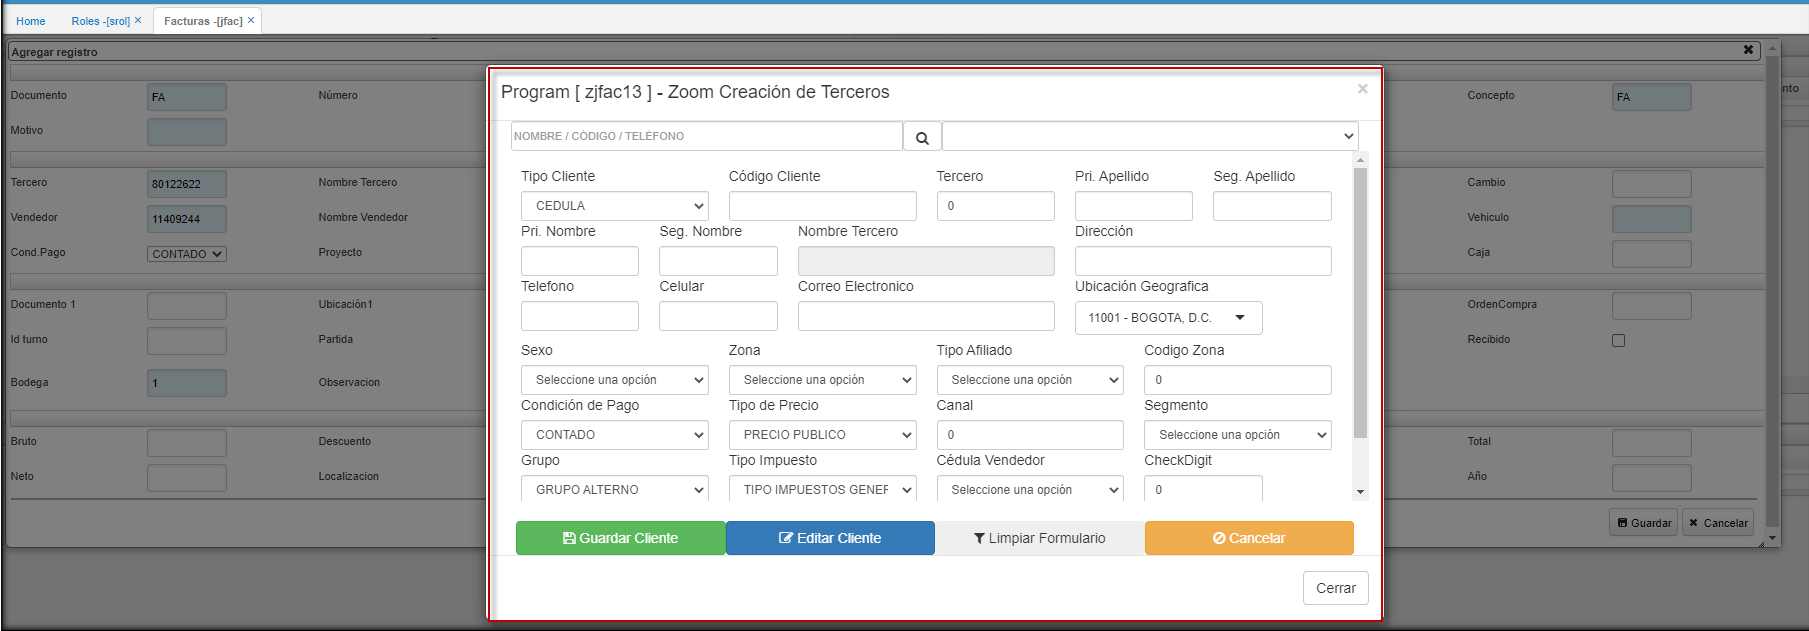 Home Roles -[srol] × Facturas -[jfac] ×
Agregar registro ✖
Program [ zjfac13 ] - Zoom Creación de Terceros ×
Documento FA Número Concepto FA nto
Motivo
NOMBRE / CÓDIGO / TELÉFONO
Tercero 80122622 Nombre Tercero Cambio
Vendedor 11409244 Nombre Vendedor Vehiculo
Cond.Pago CONTADO Proyecto Caja
Documento 1 Ubicación1 OrdenCompra
Id turno Partida Recibido
Bodega 1 Observacion
Bruto Descuento Total
Neto Localizacion Año
Guardar ✖ Cancelar
Tipo Cliente Código Cliente Tercero Pri. Apellido Seg. Apellido
CEDULA 0
Pri. Nombre Seg. Nombre Nombre Tercero Dirección
Telefono Celular Correo Electronico Ubicación Geografica
11001 - BOGOTA, D.C.
Sexo Zona Tipo Afiliado Codigo Zona
Seleccione una opción Seleccione una opción Seleccione una opción 0
Condición de Pago Tipo de Precio Canal Segmento
CONTADO PRECIO PUBLICO 0 Seleccione una opción
Grupo Tipo Impuesto Cédula Vendedor CheckDigit
GRUPO ALTERNO TIPO IMPUESTOS GENER Seleccione una opción 0
Guardar Cliente Editar Cliente Limpiar Formulario Cancelar
Cerrar